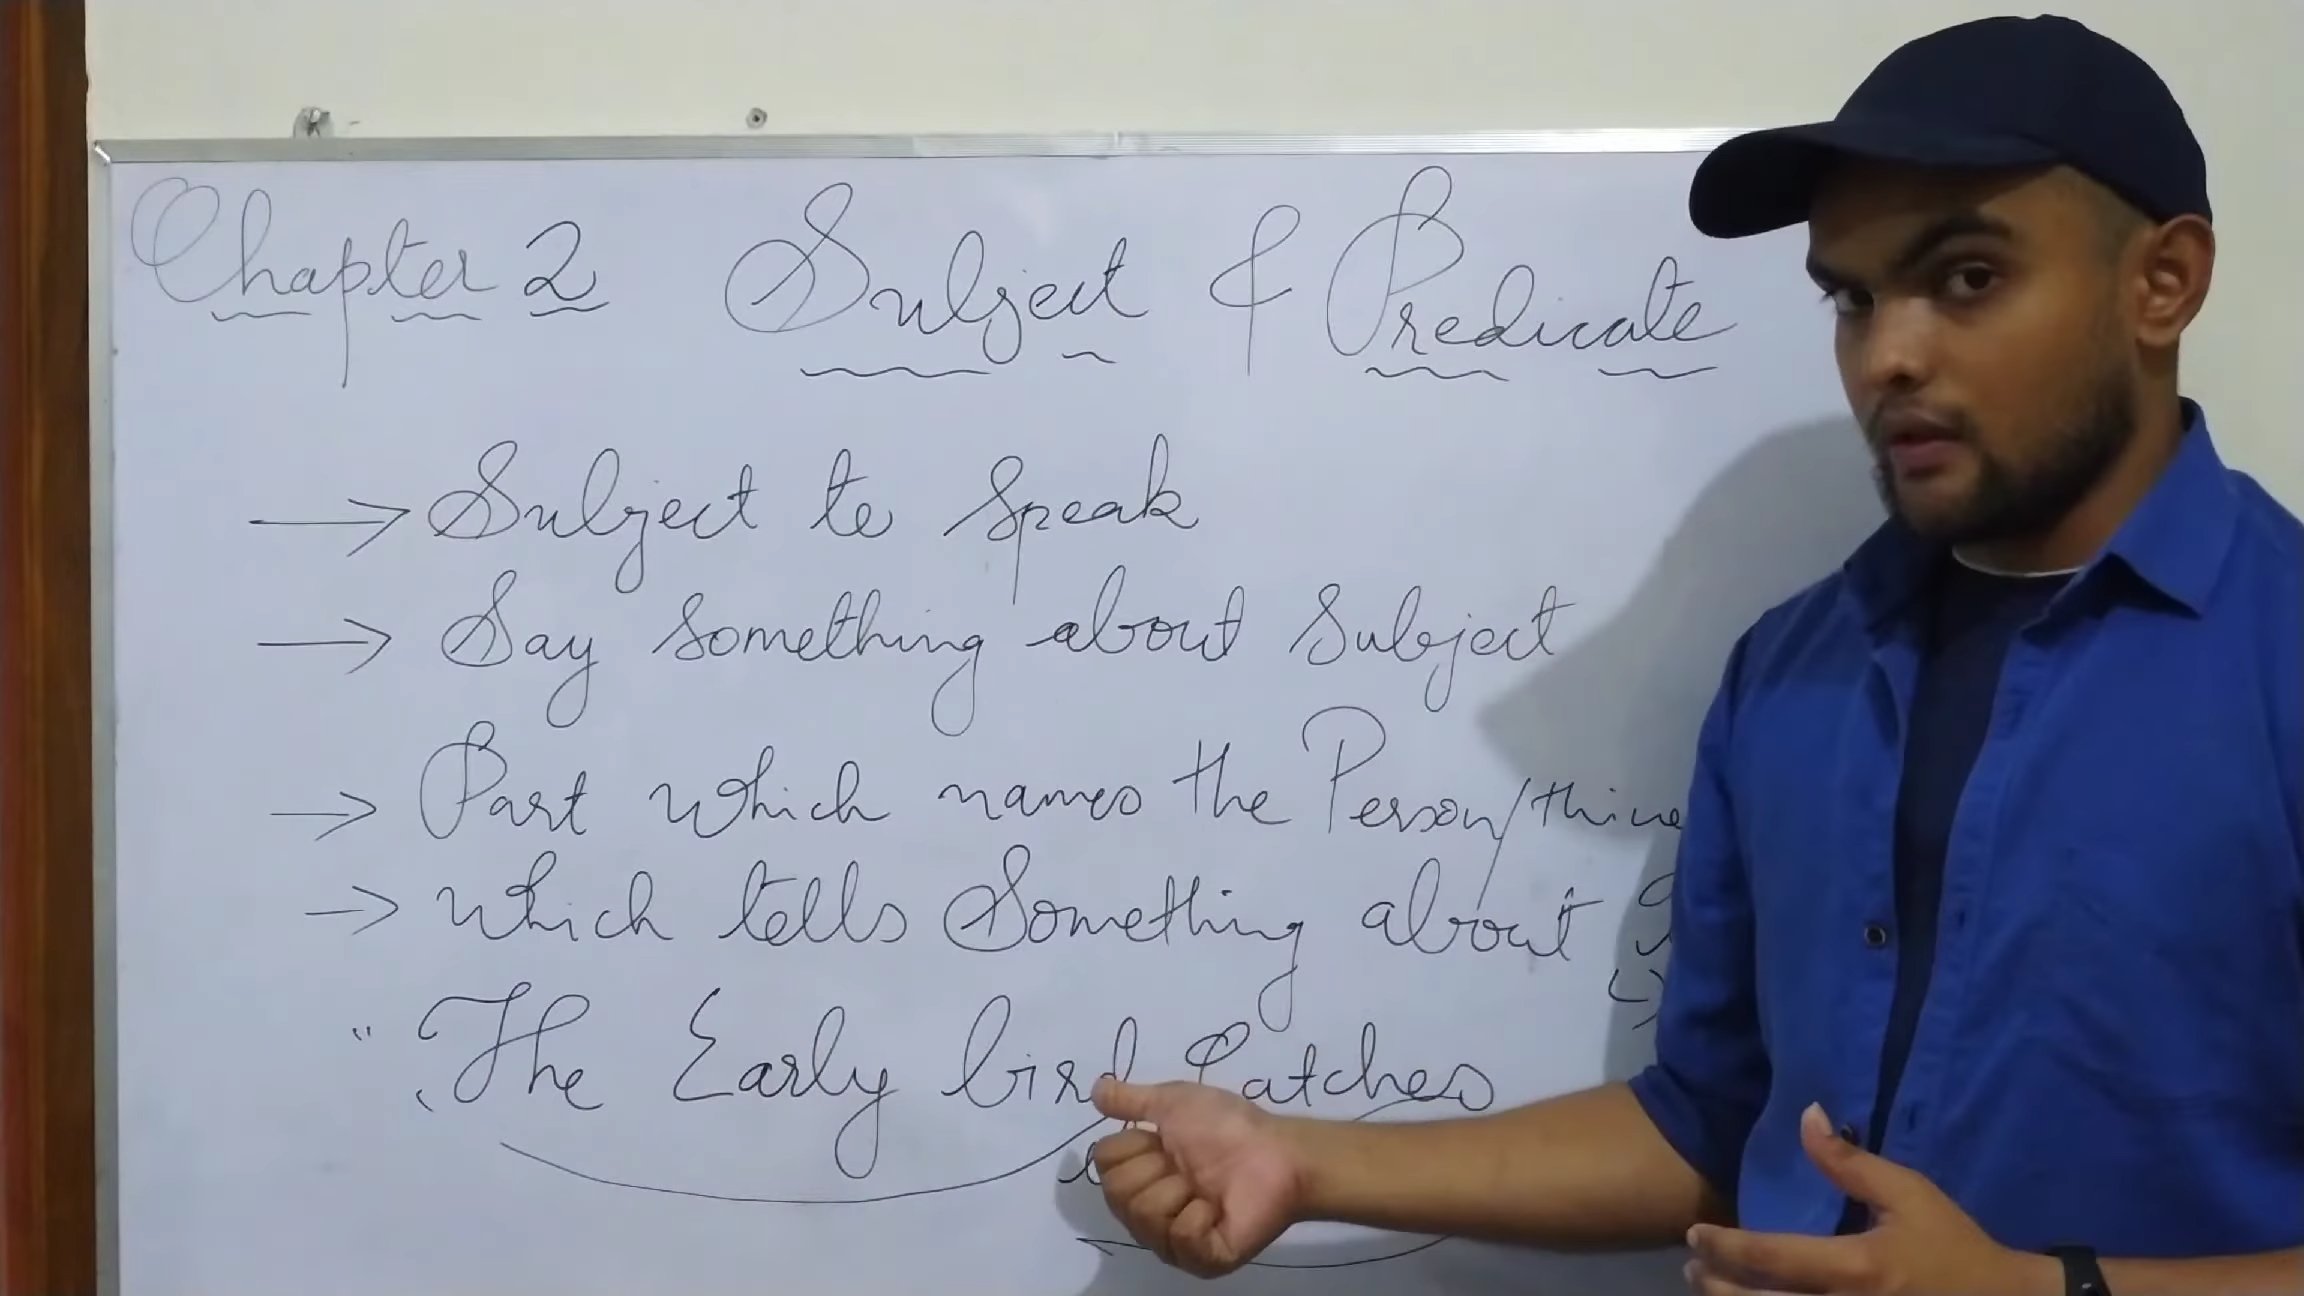 Chapter 2 Subject & Predicate
→ Subject to speak
→ Say something about subject
→ Part which names the Person/thing
→ which tells Something about
" The Early bird Catches